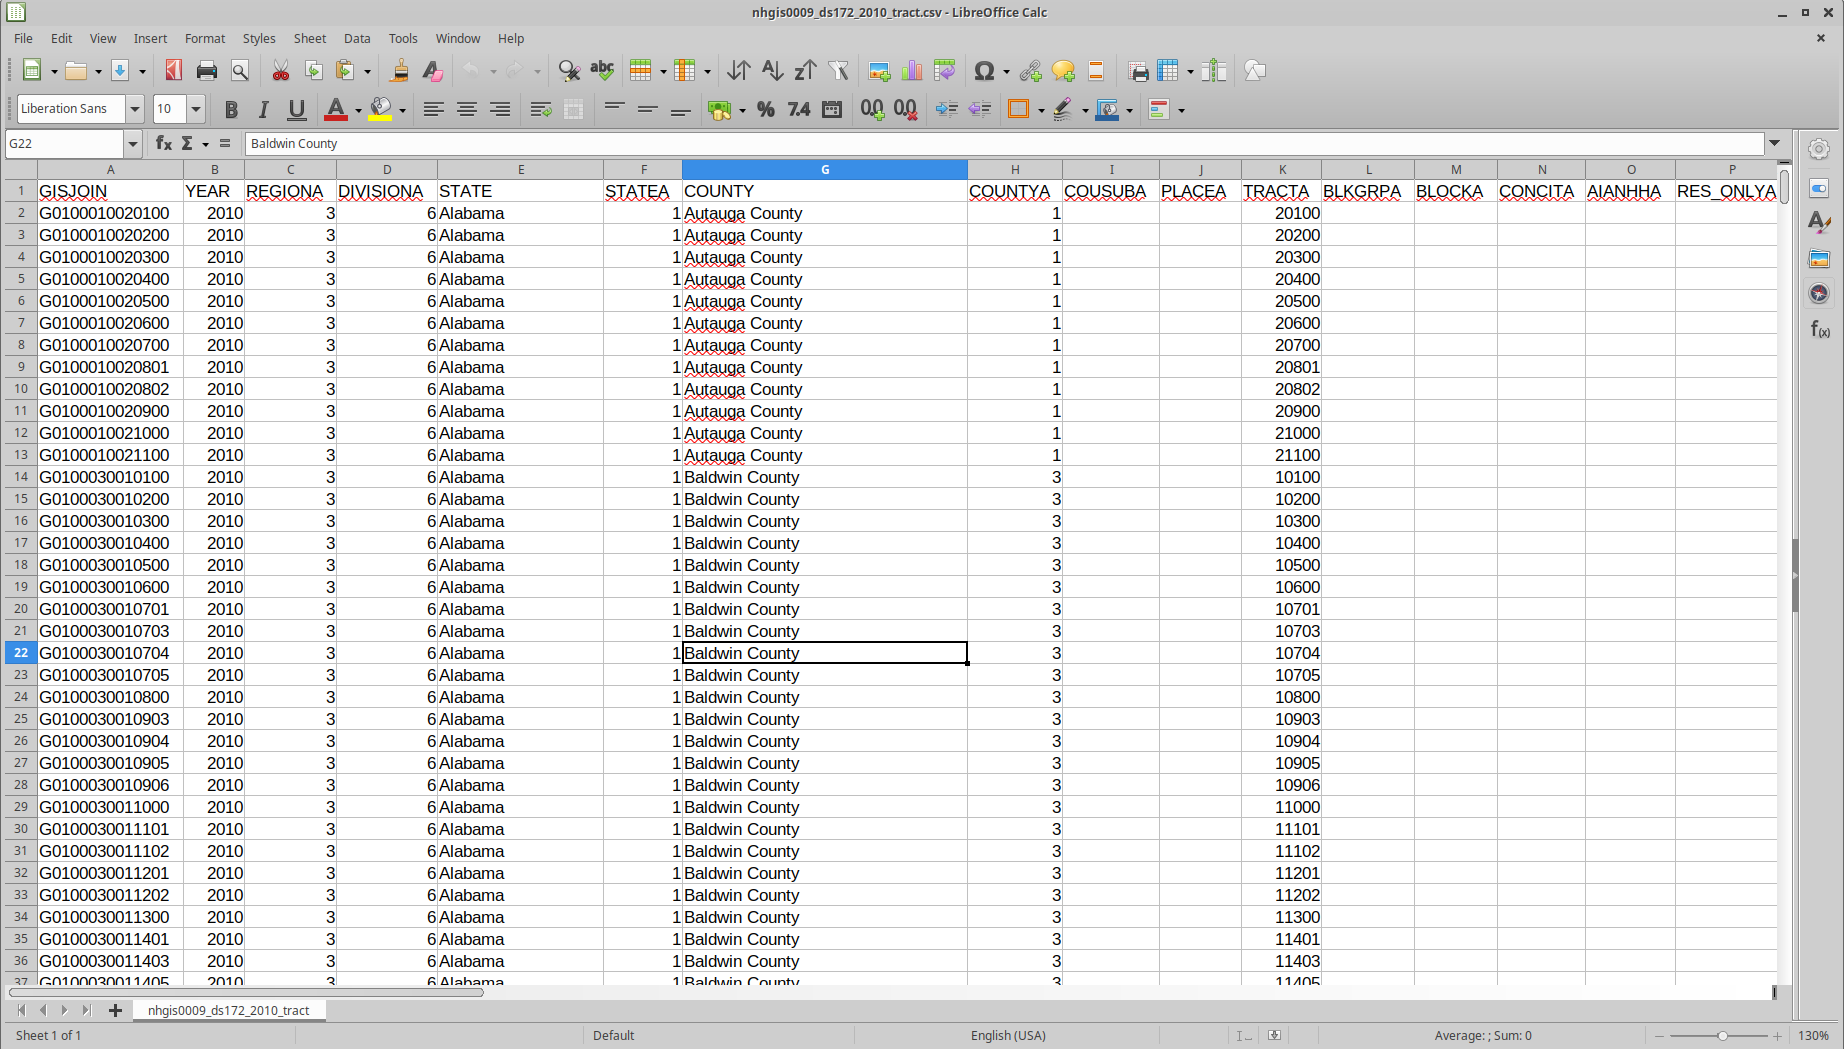 nhgis0009_ds172_2010_tract.csv - LibreOffice Calc
File Edit View Insert Format Styles Sheet Data Tools Window Help
Liberation Sans 10 B I U A % 7.4 0.0 0.0
G22 fx Σ = Baldwin County
A B C D E F G H I J K L M N O P
1 GISJOIN YEAR REGIONA DIVISIONA STATE STATEA COUNTY COUNTYA COUSUBA PLACEA TRACTA BLKGRPA BLOCKA CONCITA AIANHHA RES_ONLYA
2 G0100010020100 2010 3 6 Alabama 1 Autauga County 1 20100
3 G0100010020200 2010 3 6 Alabama 1 Autauga County 1 20200
4 G0100010020300 2010 3 6 Alabama 1 Autauga County 1 20300
5 G0100010020400 2010 3 6 Alabama 1 Autauga County 1 20400
6 G0100010020500 2010 3 6 Alabama 1 Autauga County 1 20500
7 G0100010020600 2010 3 6 Alabama 1 Autauga County 1 20600
8 G0100010020700 2010 3 6 Alabama 1 Autauga County 1 20700
9 G0100010020801 2010 3 6 Alabama 1 Autauga County 1 20801
10 G0100010020802 2010 3 6 Alabama 1 Autauga County 1 20802
11 G0100010020900 2010 3 6 Alabama 1 Autauga County 1 20900
12 G0100010021000 2010 3 6 Alabama 1 Autauga County 1 21000
13 G0100010021100 2010 3 6 Alabama 1 Autauga County 1 21100
14 G0100030010100 2010 3 6 Alabama 1 Baldwin County 3 10100
15 G0100030010200 2010 3 6 Alabama 1 Baldwin County 3 10200
16 G0100030010300 2010 3 6 Alabama 1 Baldwin County 3 10300
17 G0100030010400 2010 3 6 Alabama 1 Baldwin County 3 10400
18 G0100030010500 2010 3 6 Alabama 1 Baldwin County 3 10500
19 G0100030010600 2010 3 6 Alabama 1 Baldwin County 3 10600
20 G0100030010701 2010 3 6 Alabama 1 Baldwin County 3 10701
21 G0100030010703 2010 3 6 Alabama 1 Baldwin County 3 10703
22 G0100030010704 2010 3 6 Alabama 1 Baldwin County 3 10704
23 G0100030010705 2010 3 6 Alabama 1 Baldwin County 3 10705
24 G0100030010800 2010 3 6 Alabama 1 Baldwin County 3 10800
25 G0100030010903 2010 3 6 Alabama 1 Baldwin County 3 10903
26 G0100030010904 2010 3 6 Alabama 1 Baldwin County 3 10904
27 G0100030010905 2010 3 6 Alabama 1 Baldwin County 3 10905
28 G0100030010906 2010 3 6 Alabama 1 Baldwin County 3 10906
29 G0100030011000 2010 3 6 Alabama 1 Baldwin County 3 11000
30 G0100030011101 2010 3 6 Alabama 1 Baldwin County 3 11101
31 G0100030011102 2010 3 6 Alabama 1 Baldwin County 3 11102
32 G0100030011201 2010 3 6 Alabama 1 Baldwin County 3 11201
33 G0100030011202 2010 3 6 Alabama 1 Baldwin County 3 11202
34 G0100030011300 2010 3 6 Alabama 1 Baldwin County 3 11300
35 G0100030011401 2010 3 6 Alabama 1 Baldwin County 3 11401
36 G0100030011403 2010 3 6 Alabama 1 Baldwin County 3 11403
37 G0100030011405 2010 3 6 Alabama 1 Baldwin County 3 11405
nhgis0009_ds172_2010_tract
Sheet 1 of 1 Default English (USA) Average: ; Sum: 0 130%